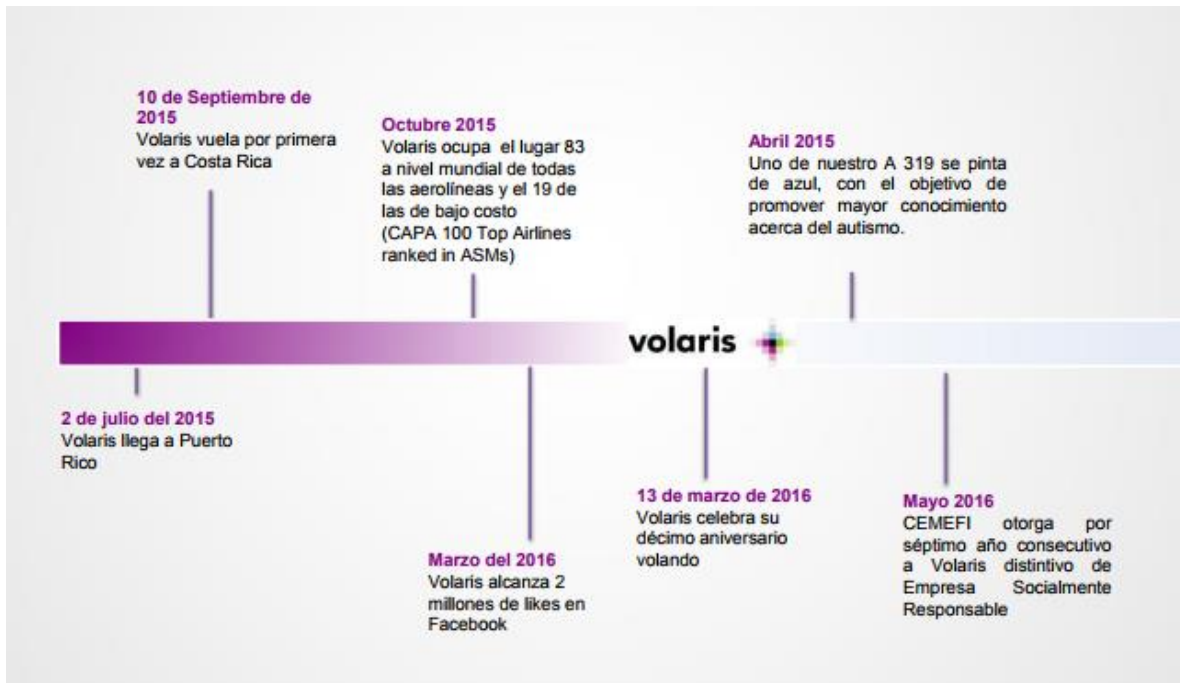 10 de Septiembre de
2015
Volaris vuela por primera
vez a Costa Rica
Octubre 2015
Volaris ocupa el lugar 83
a nivel mundial de todas
las aerolíneas y el 19 de
las de bajo costo
(CAPA 100 Top Airlines
ranked in ASMs)
Abril 2015
Uno de nuestro A 319 se pinta
de azul, con el objetivo de
promover mayor conocimiento
acerca del autismo.
volaris
2 de julio del 2015
Volaris llega a Puerto
Rico
Marzo del 2016
Volaris alcanza 2
millones de likes en
Facebook
13 de marzo de 2016
Volaris celebra su
décimo aniversario
volando
Mayo 2016
CEMEFI otorga por
séptimo año consecutivo
a Volaris distintivo de
Empresa Socialmente
Responsable